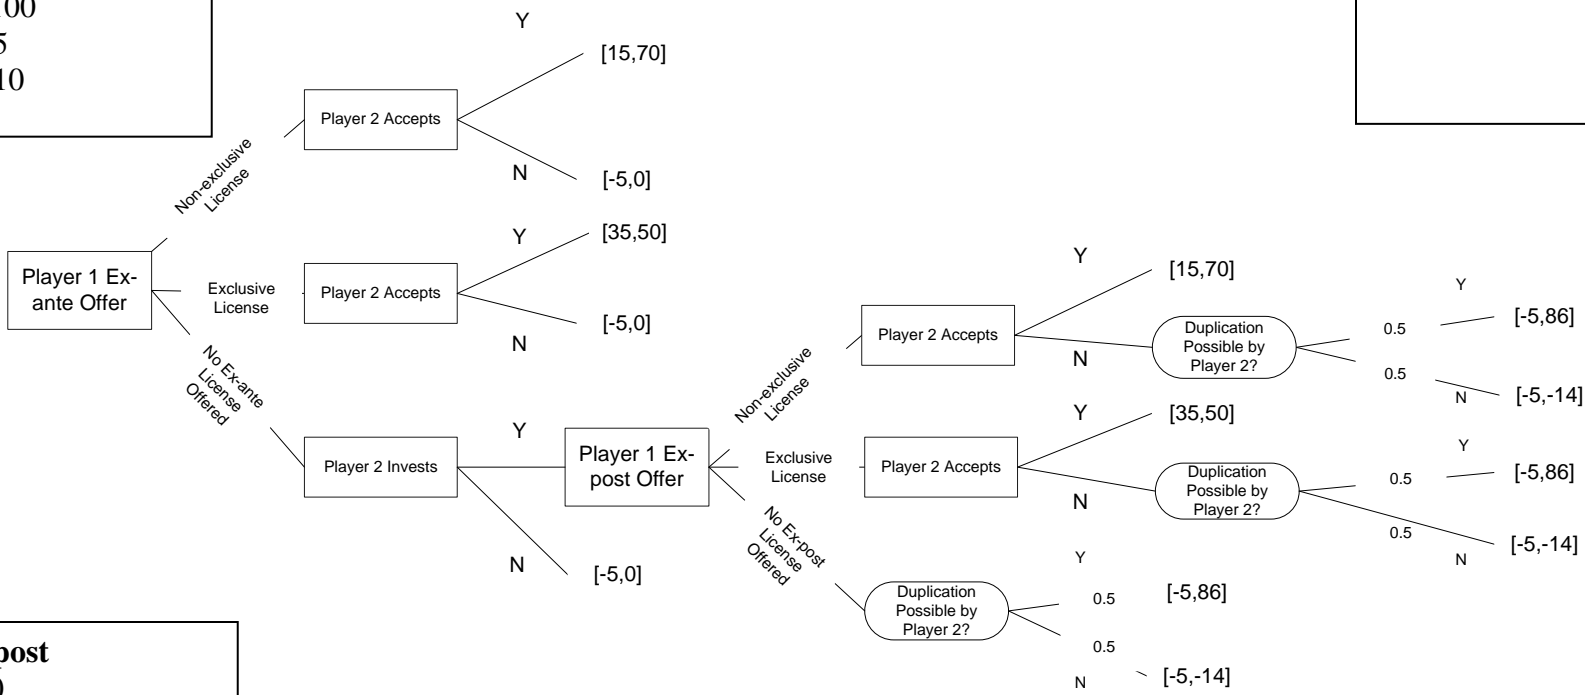 100
5
10
Y
[15,70]
Player 2 Accepts
N
[-5,0]
Non-exclusive
License
Player 1 Ex-
ante Offer
Exclusive
License
Player 2 Accepts
Y
[35,50]
N
[-5,0]
No Ex-ante
License
Offered
Player 2 Invests
Y
N
[-5,0]
Player 1 Ex-
post Offer
Non-exclusive
License
Player 2 Accepts
Y
[15,70]
N
Duplication
Possible by
Player 2?
0.5
Y
[-5,86]
0.5
N
[-5,-14]
Exclusive
License
Player 2 Accepts
Y
[35,50]
N
Duplication
Possible by
Player 2?
0.5
Y
[-5,86]
0.5
N
[-5,-14]
No Ex-post
License
Offered
Duplication
Possible by
Player 2?
Y
0.5
[-5,86]
0.5
N
[-5,-14]
post